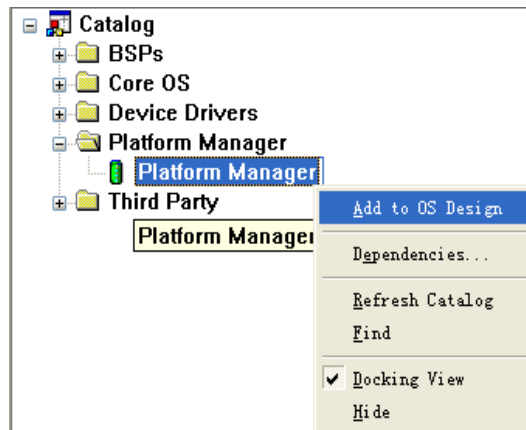 Catalog
BSPs
Core OS
Device Drivers
Platform Manager
Platform Manager
Third Party
Platform Manager
Add to OS Design
Dependencies...
Refresh Catalog
Find
Docking View
Hide